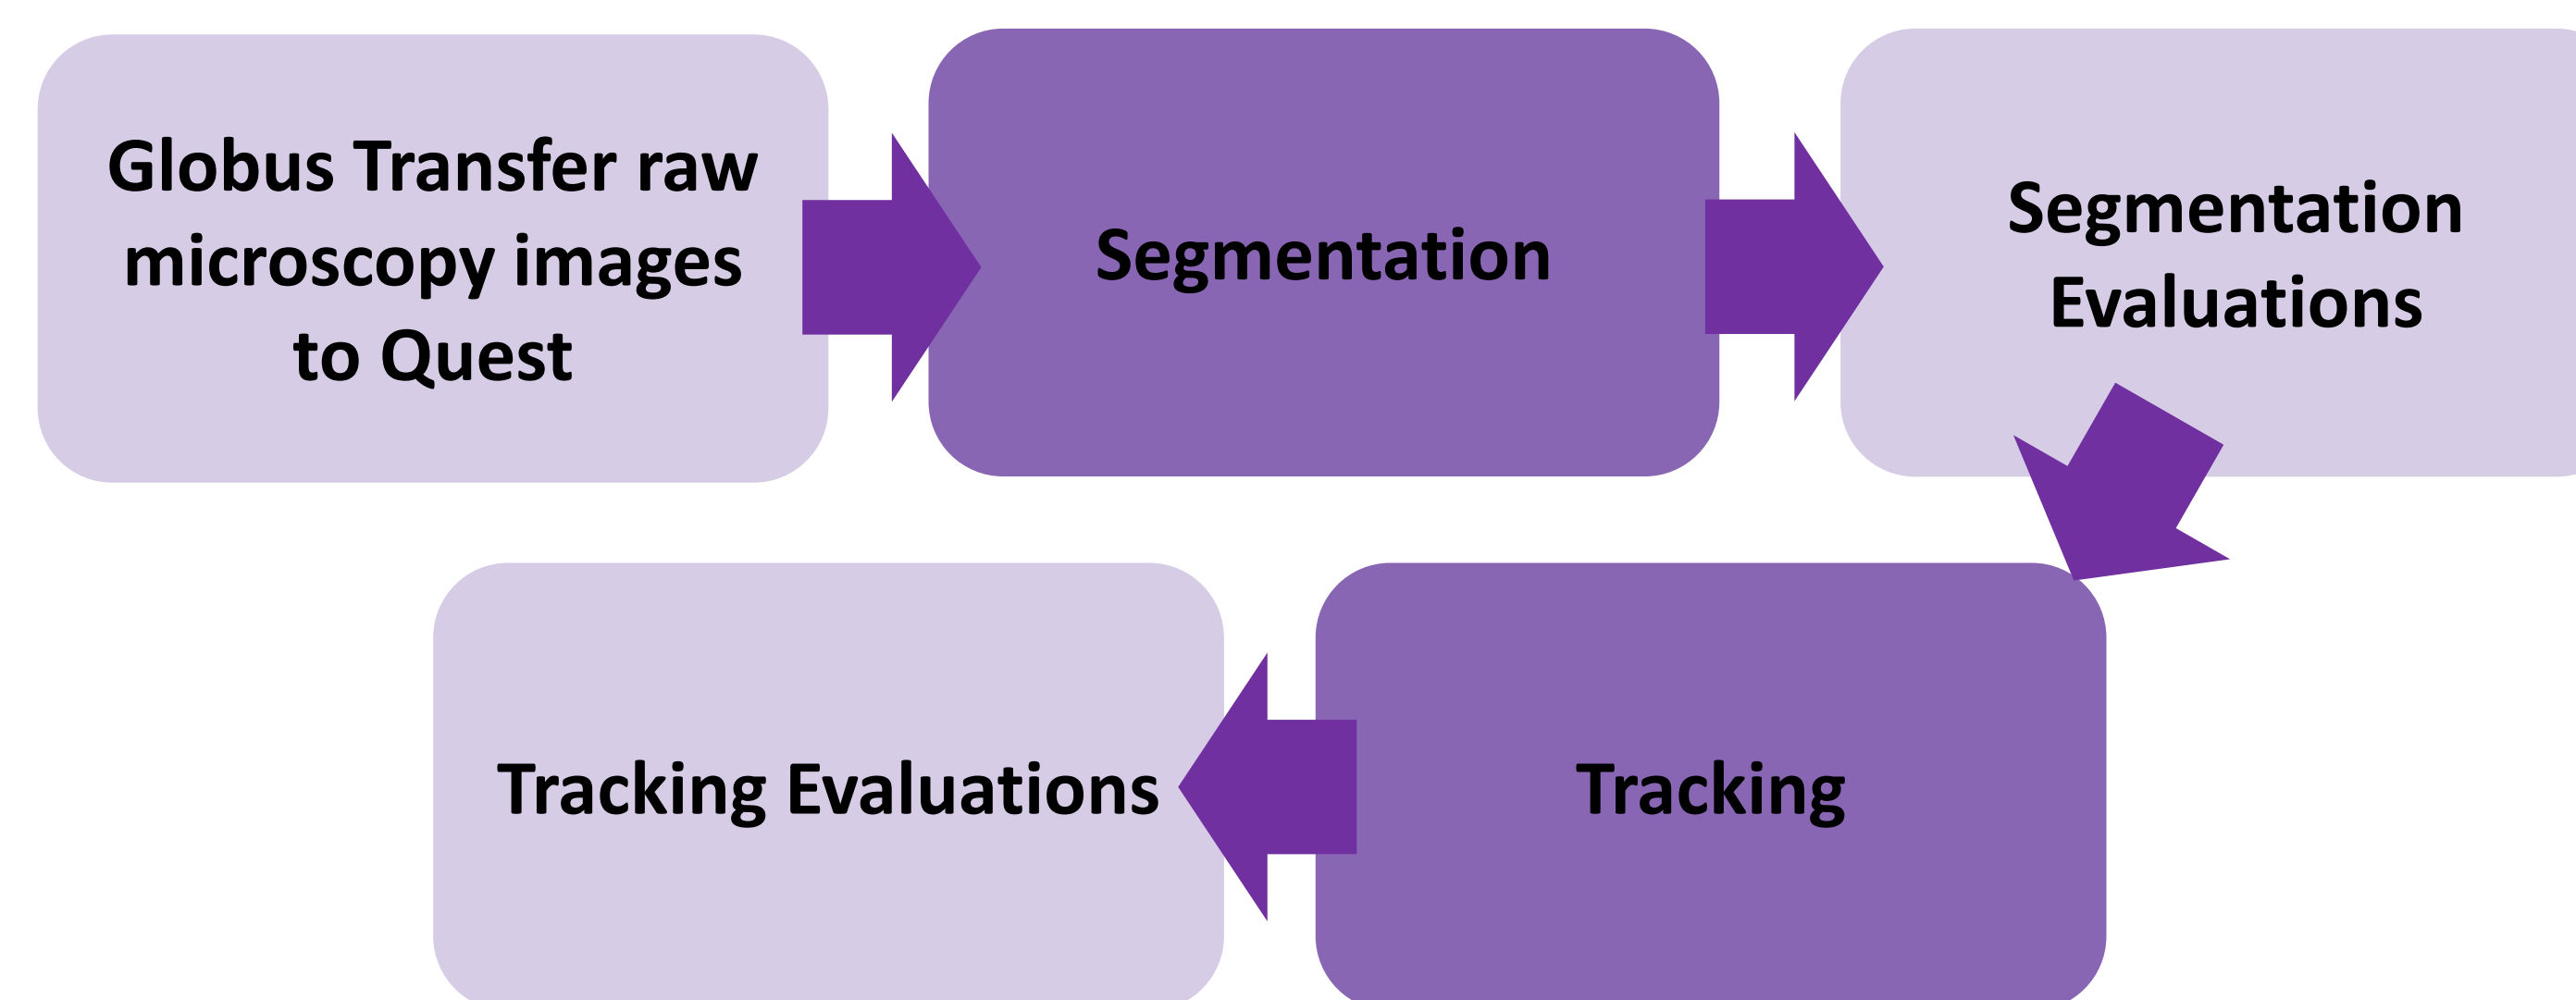 Globus Transfer raw
microscopy images
to Quest
Segmentation
Segmentation
Evaluations
Tracking Evaluations
Tracking